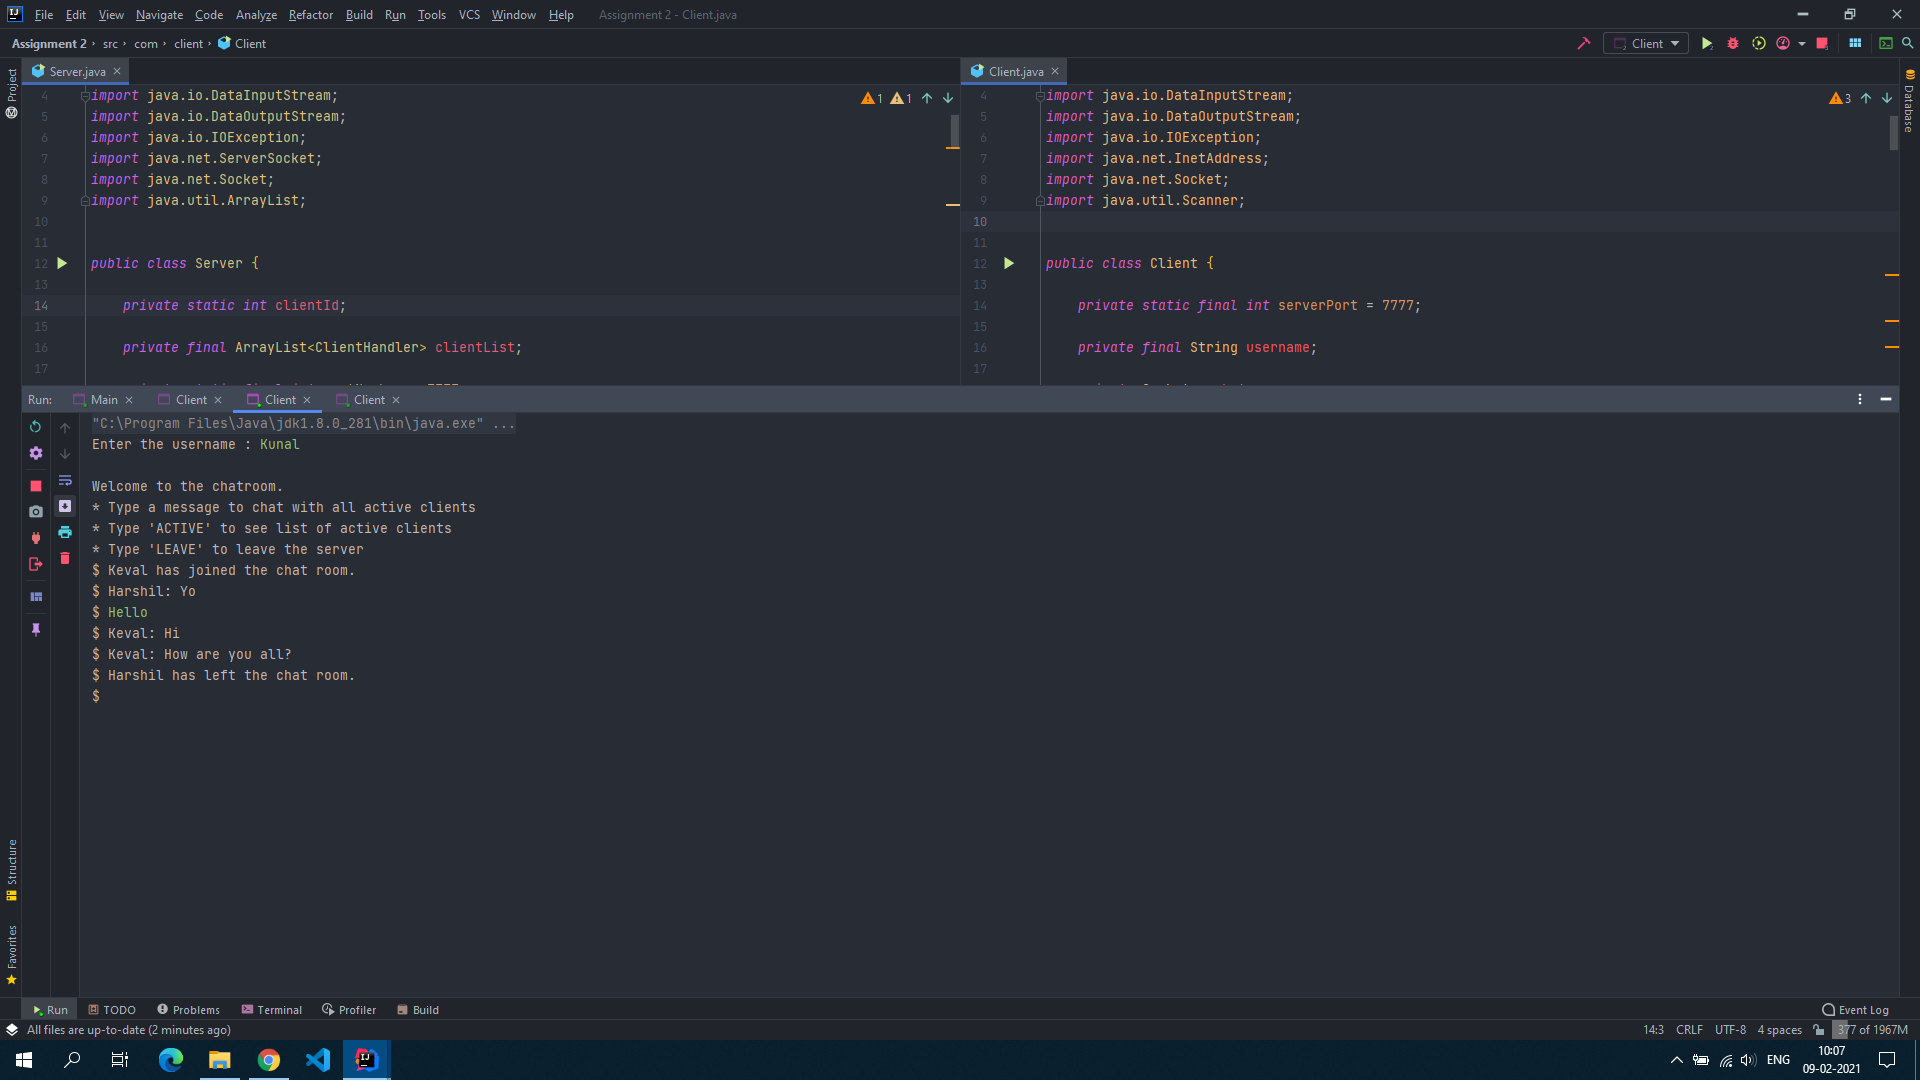 IJ File Edit View Navigate Code Analyze Refactor Build Run Tools VCS Window Help Assignment 2 - Client.java
Assignment 2 › src › com › client › Client
Client
Project
Server.java
4 import java.io.DataInputStream;
5 import java.io.DataOutputStream;
6 import java.io.IOException;
7 import java.net.ServerSocket;
8 import java.net.Socket;
9 import java.util.ArrayList;
10
11
12 public class Server {
13
14 private static int clientId;
15
16 private final ArrayList<ClientHandler> clientList;
17
1 1
Client.java
4 import java.io.DataInputStream;
5 import java.io.DataOutputStream;
6 import java.io.IOException;
7 import java.net.InetAddress;
8 import java.net.Socket;
9 import java.util.Scanner;
10
11
12 public class Client {
13
14 private static final int serverPort = 7777;
15
16 private final String username;
17
3
Database
Run: Main Client Client Client
"C:\Program Files\Java\jdk1.8.0_281\bin\java.exe" ...
Enter the username : Kunal
Welcome to the chatroom.
* Type a message to chat with all active clients
* Type 'ACTIVE' to see list of active clients
* Type 'LEAVE' to leave the server
$ Keval has joined the chat room.
$ Harshil: Yo
$ Hello
$ Keval: Hi
$ Keval: How are you all?
$ Harshil has left the chat room.
$
Structure
Favorites
Run TODO Problems Terminal Profiler Build Event Log
All files are up-to-date (2 minutes ago) 14:3 CRLF UTF-8 4 spaces 377 of 1967M
IJ ENG 10:07
09-02-2021